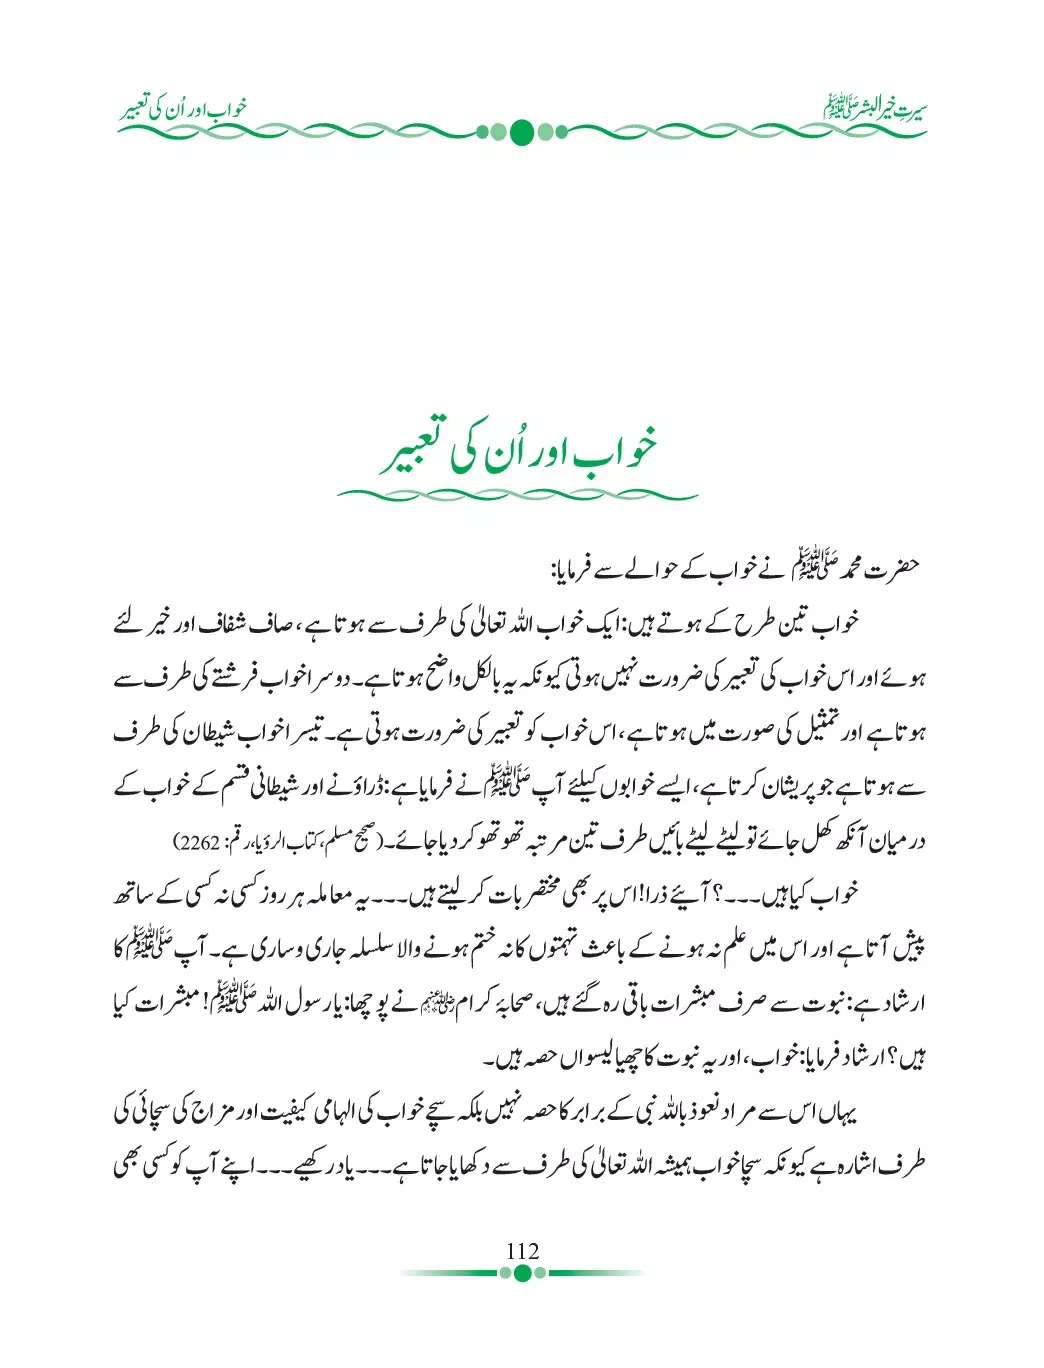 سیرتِ خیر البشر ﷺ
خواب اور اُن کی تعبیر
خواب اور اُن کی تعبیر
حضرت محمد ﷺ نے خواب کے حوالے سے فرمایا:
خواب تین طرح کے ہوتے ہیں: ایک خواب اللہ تعالیٰ کی طرف سے ہوتا ہے، صاف شفاف اور خیر لئے
ہوئے اور اس خواب کی تعبیر کی ضرورت نہیں ہوتی کیونکہ یہ بالکل واضح ہوتا ہے۔ دوسرا خواب فرشتے کی طرف سے
ہوتا ہے اور تمثیل کی صورت میں ہوتا ہے، اس خواب کو تعبیر کی ضرورت ہوتی ہے۔ تیسرا خواب شیطان کی طرف
سے ہوتا ہے جو پریشان کرتا ہے، ایسے خوابوں کیلئے آپ ﷺ نے فرمایا ہے: ڈراؤنے اور شیطانی قسم کے خواب کے
درمیان آنکھ کھل جائے تو لیٹے لیٹے بائیں طرف تین مرتبہ تھو تھو کر دیا جائے۔ (صحیح مسلم، کتاب الرؤیا، رقم: 2262)
خواب کیا ہیں۔۔۔؟ آیئے ذرا! اس پر بھی مختصر بات کر لیتے ہیں۔۔۔ یہ معاملہ ہر روز کسی نہ کسی کے ساتھ
پیش آتا ہے اور اس میں علم نہ ہونے کے باعث تہمتوں کا نہ ختم ہونے والا سلسلہ جاری و ساری ہے۔ آپ ﷺ کا
ارشاد ہے: نبوت سے صرف مبشرات باقی رہ گئے ہیں، صحابۂ کرام رضی اللہ عنہم نے پوچھا: یا رسول اللہ ﷺ! مبشرات کیا
ہیں؟ ارشاد فرمایا: خواب، اور یہ نبوت کا چھیالیسواں حصہ ہیں۔
یہاں اس سے مراد نعوذ باللہ نبی کے برابر کا حصہ نہیں بلکہ سچے خواب کی الہامی کیفیت اور مزاج کی سچائی کی
طرف اشارہ ہے کیونکہ سچا خواب ہمیشہ اللہ تعالیٰ کی طرف سے دکھایا جاتا ہے۔۔۔ یاد رکھیے۔۔۔ اپنے آپ کو کسی بھی
112